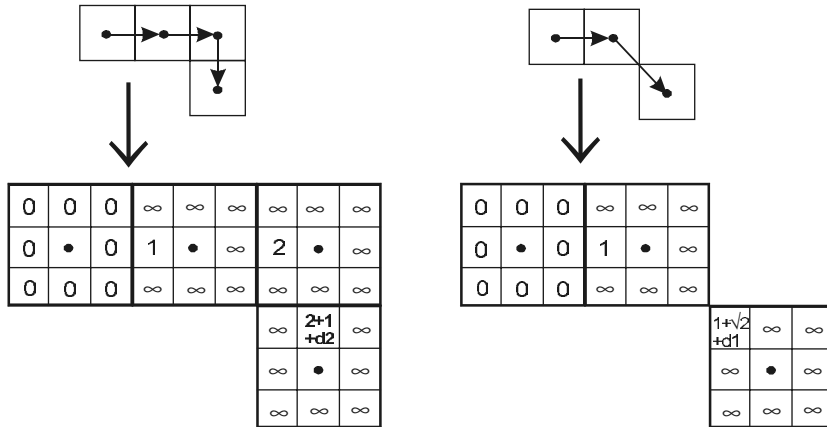 0 0 0 ∞ ∞ ∞ ∞ ∞ ∞
0 • 0 1 • ∞ 2 • ∞
0 0 0 ∞ ∞ ∞ ∞ ∞ ∞
∞ 2+1 ∞
+d2
∞ • ∞
∞ ∞ ∞
0 0 0 ∞ ∞ ∞
0 • 0 1 • ∞
0 0 0 ∞ ∞ ∞
1+√2 ∞ ∞
+d1
∞ • ∞
∞ ∞ ∞